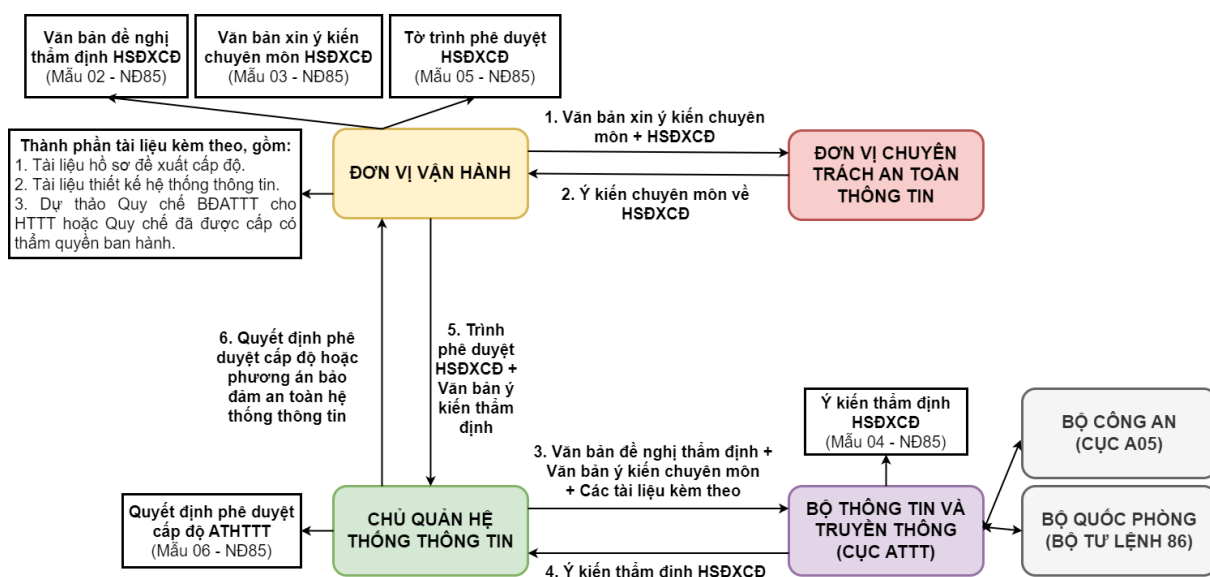 Văn bản đề nghị
thẩm định HSĐXCĐ
(Mẫu 02 - NĐ85)
Văn bản xin ý kiến
chuyên môn HSĐXCĐ
(Mẫu 03 - NĐ85)
Tờ trình phê duyệt
HSĐXCĐ
(Mẫu 05 - NĐ85)
Thành phần tài liệu kèm theo, gồm:
1. Tài liệu hồ sơ đề xuất cấp độ.
2. Tài liệu thiết kế hệ thống thông tin.
3. Dự thảo Quy chế BĐATTT cho
HTTT hoặc Quy chế đã được cấp có
thẩm quyền ban hành.
ĐƠN VỊ VẬN HÀNH
1. Văn bản xin ý kiến chuyên
môn + HSĐXCĐ
2. Ý kiến chuyên môn về
HSĐXCĐ
ĐƠN VỊ CHUYÊN
TRÁCH AN TOÀN
THÔNG TIN
6. Quyết định phê
duyệt cấp độ hoặc
phương án bảo
đảm an toàn hệ
thống thông tin
5. Trình
phê duyệt
HSĐXCĐ +
Văn bản ý
kiến thẩm
định
Ý kiến thẩm định
HSĐXCĐ
(Mẫu 04 - NĐ85)
BỘ CÔNG AN
(CỤC A05)
3. Văn bản đề nghị thẩm định +
Văn bản ý kiến chuyên môn
+ Các tài liệu kèm theo
Quyết định phê duyệt
cấp độ ATHTTT
(Mẫu 06 - NĐ85)
CHỦ QUẢN HỆ
THỐNG THÔNG TIN
BỘ THÔNG TIN VÀ
TRUYỀN THÔNG
(CỤC ATTT)
BỘ QUỐC PHÒNG
(BỘ TƯ LỆNH 86)
4. Ý kiến thẩm định HSĐXCĐ